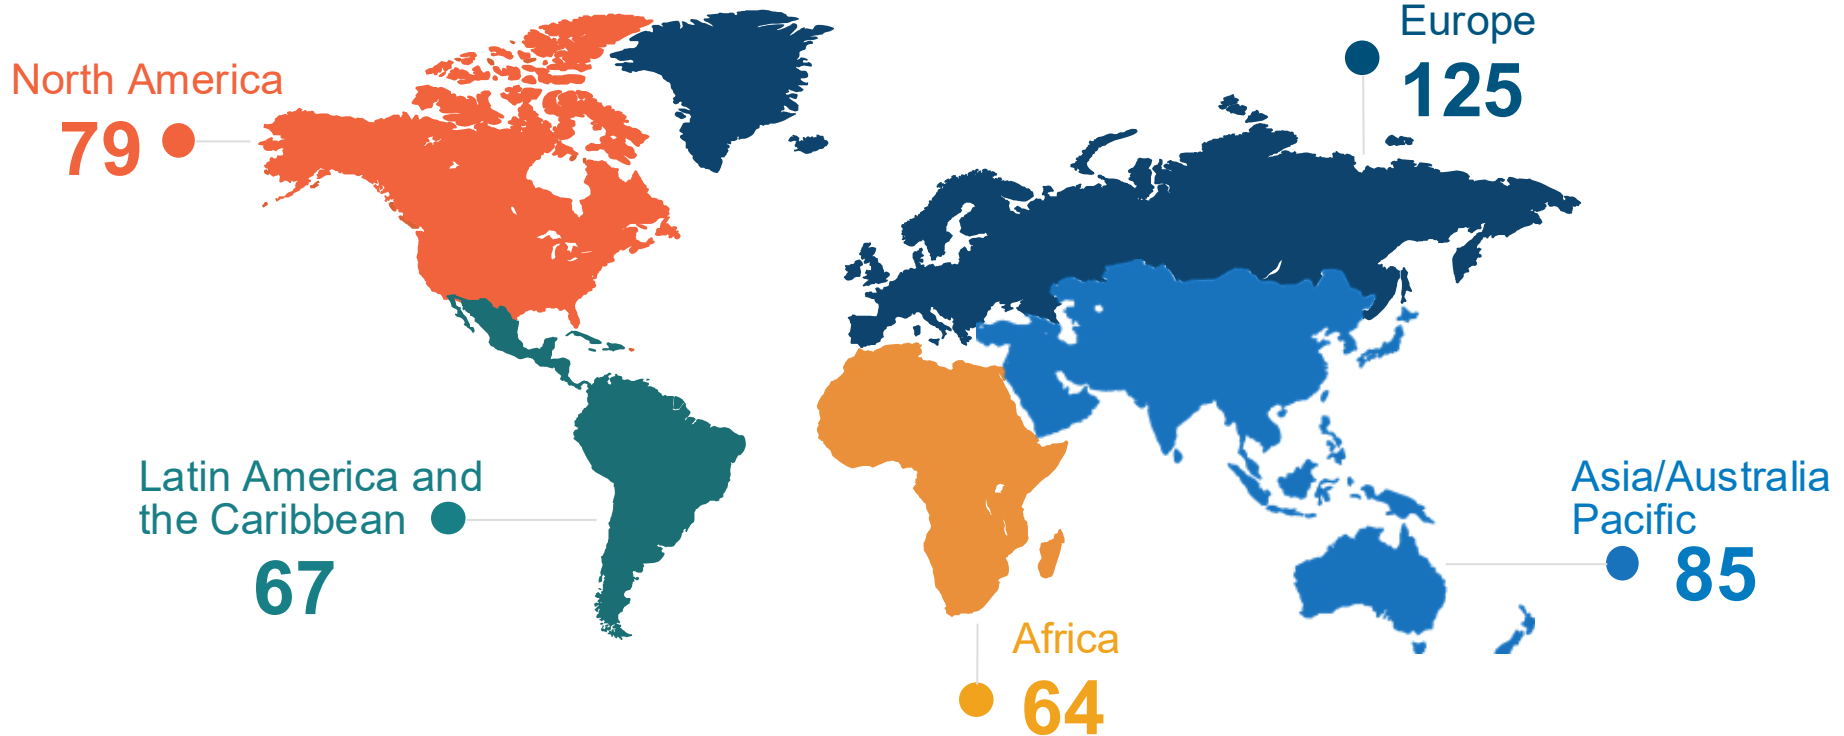 Europe
125
North America
79
Latin America and
the Caribbean
67
Asia/Australia
Pacific
85
Africa
64